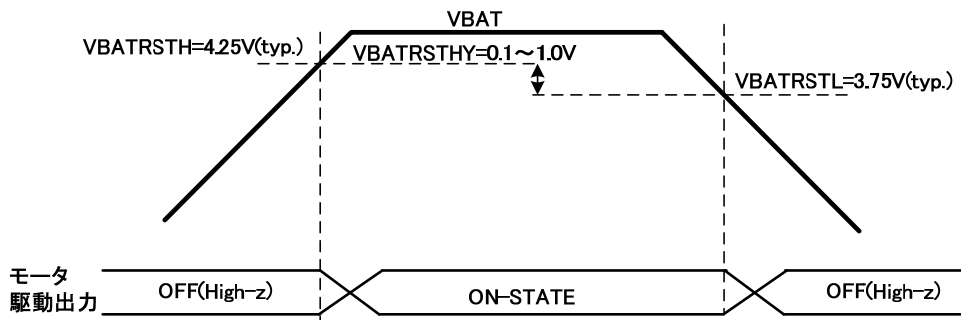 VBAT
VBATRSTH=4.25V(typ.)
VBATRSTHY=0.1～1.0V
VBATRSTL=3.75V(typ.)
モータ
駆動出力
OFF(High-z)
ON-STATE
OFF(High-z)